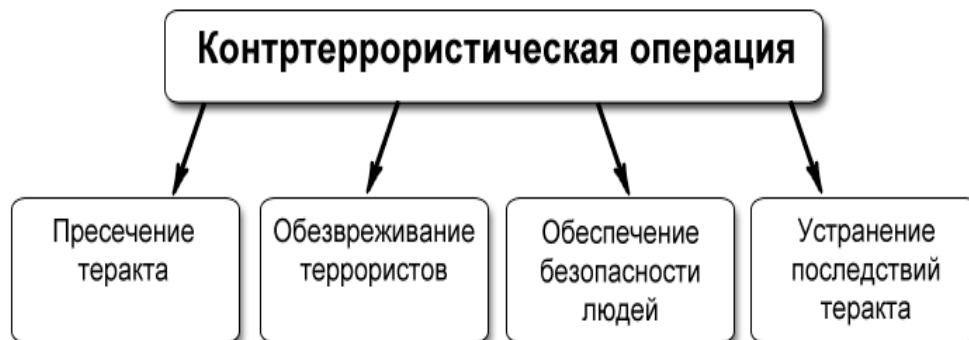 Контртеррористическая операция
Пресечение
теракта
Обезвреживание
террористов
Обеспечение
безопасности
людей
Устранение
последствий
теракта